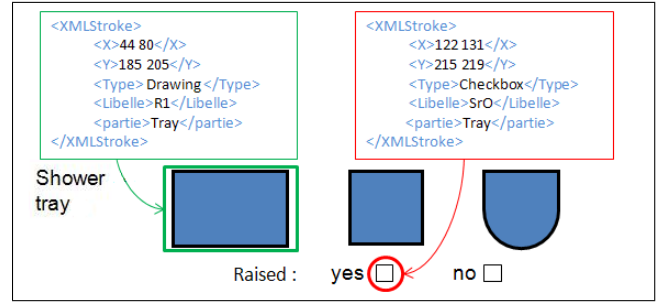 <XMLStroke>
<X>44 80</X>
<Y>185 205</Y>
<Type> Drawing </Type>
<Libelle>R1</Libelle>
<partie>Tray</partie>
</XMLStroke>
<XMLStroke>
<X>122 131</X>
<Y>215 219</Y>
<Type>Checkbox</Type>
<Libelle>SrO</Libelle>
<partie>Tray</partie>
</XMLStroke>
Shower
tray
Raised : yes no